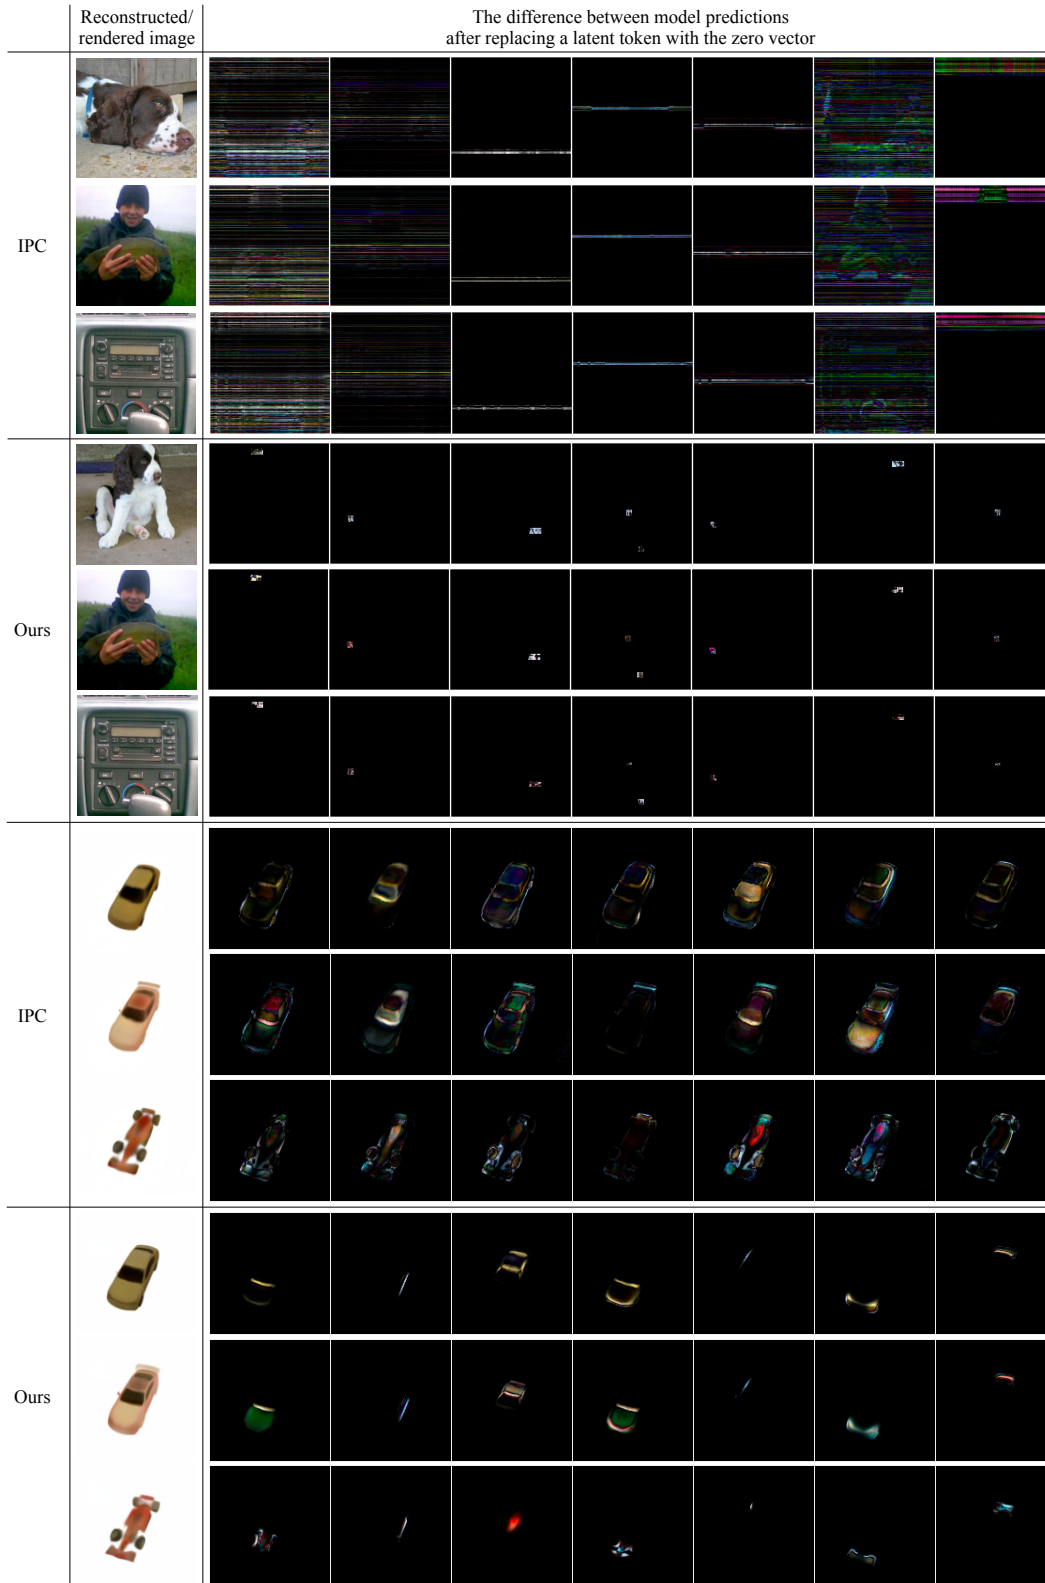 Reconstructed/
rendered image
The difference between model predictions
after replacing a latent token with the zero vector
IPC
Ours
IPC
Ours